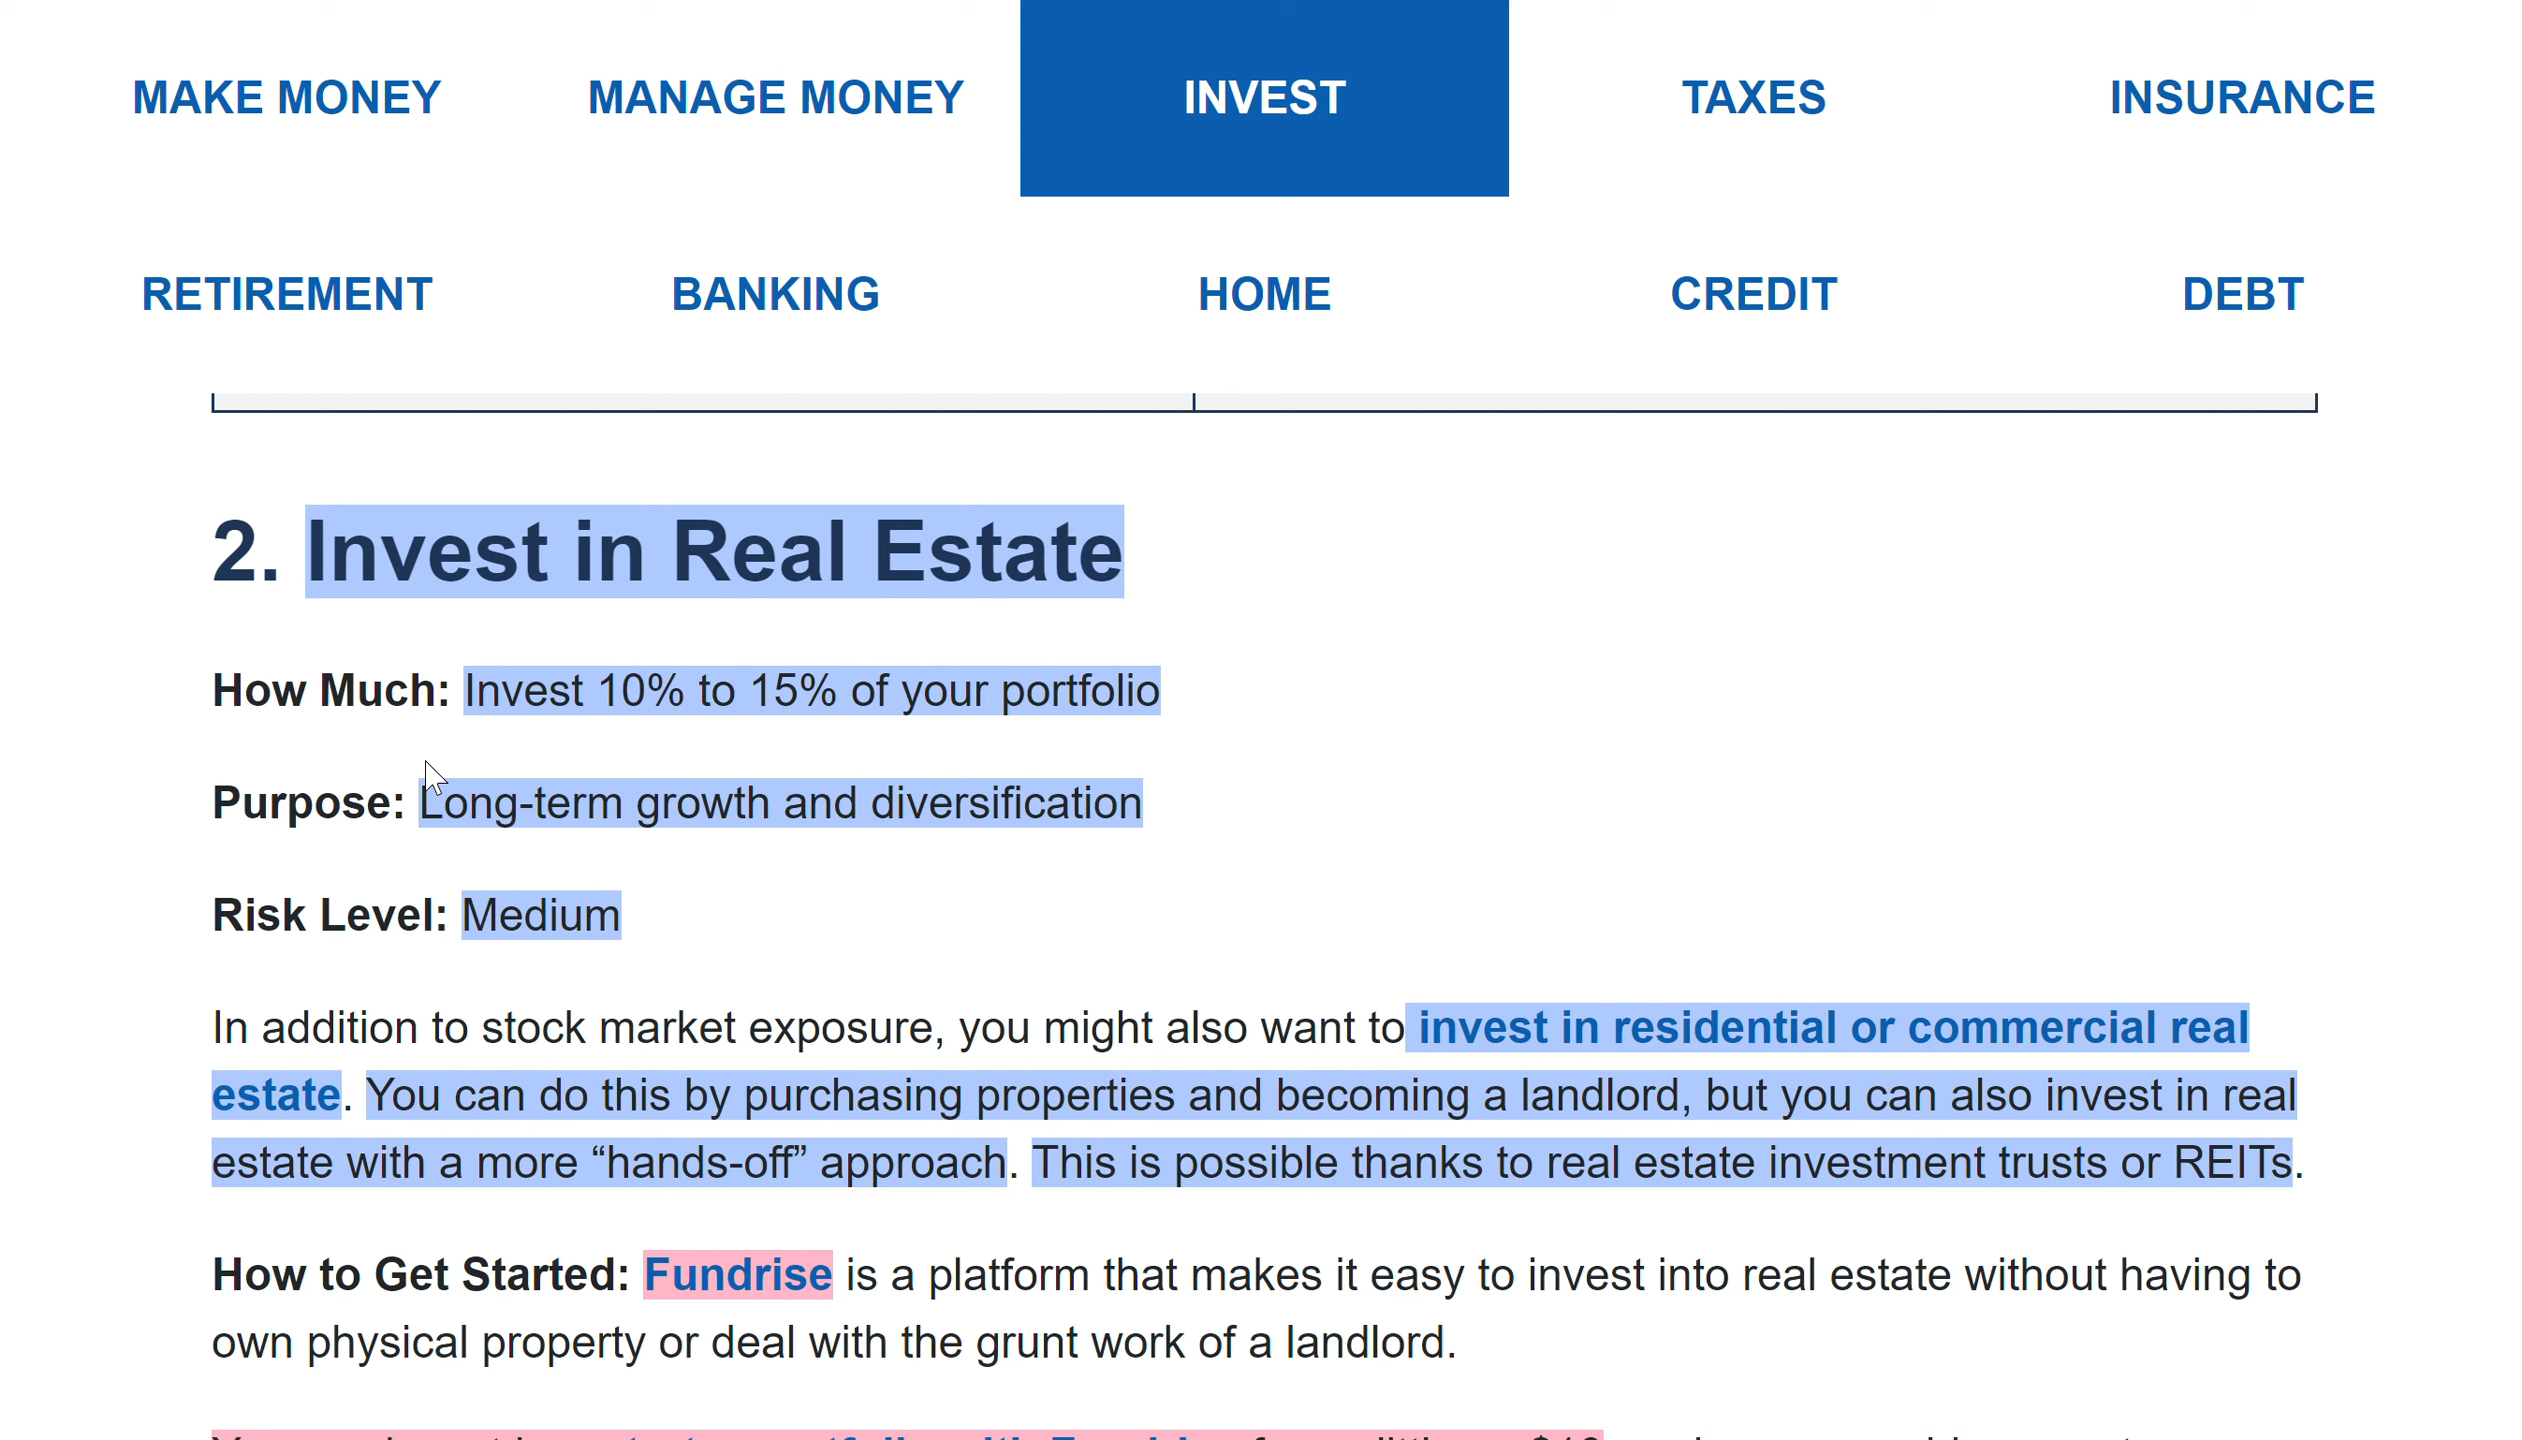 MAKE MONEY MANAGE MONEY INVEST TAXES INSURANCE
RETIREMENT BANKING HOME CREDIT DEBT
2. Invest in Real Estate
How Much: Invest 10% to 15% of your portfolio
Purpose: Long-term growth and diversification
Risk Level: Medium
In addition to stock market exposure, you might also want to invest in residential or commercial real
estate. You can do this by purchasing properties and becoming a landlord, but you can also invest in real
estate with a more “hands-off” approach. This is possible thanks to real estate investment trusts or REITs.
How to Get Started: Fundrise is a platform that makes it easy to invest into real estate without having to
own physical property or deal with the grunt work of a landlord.